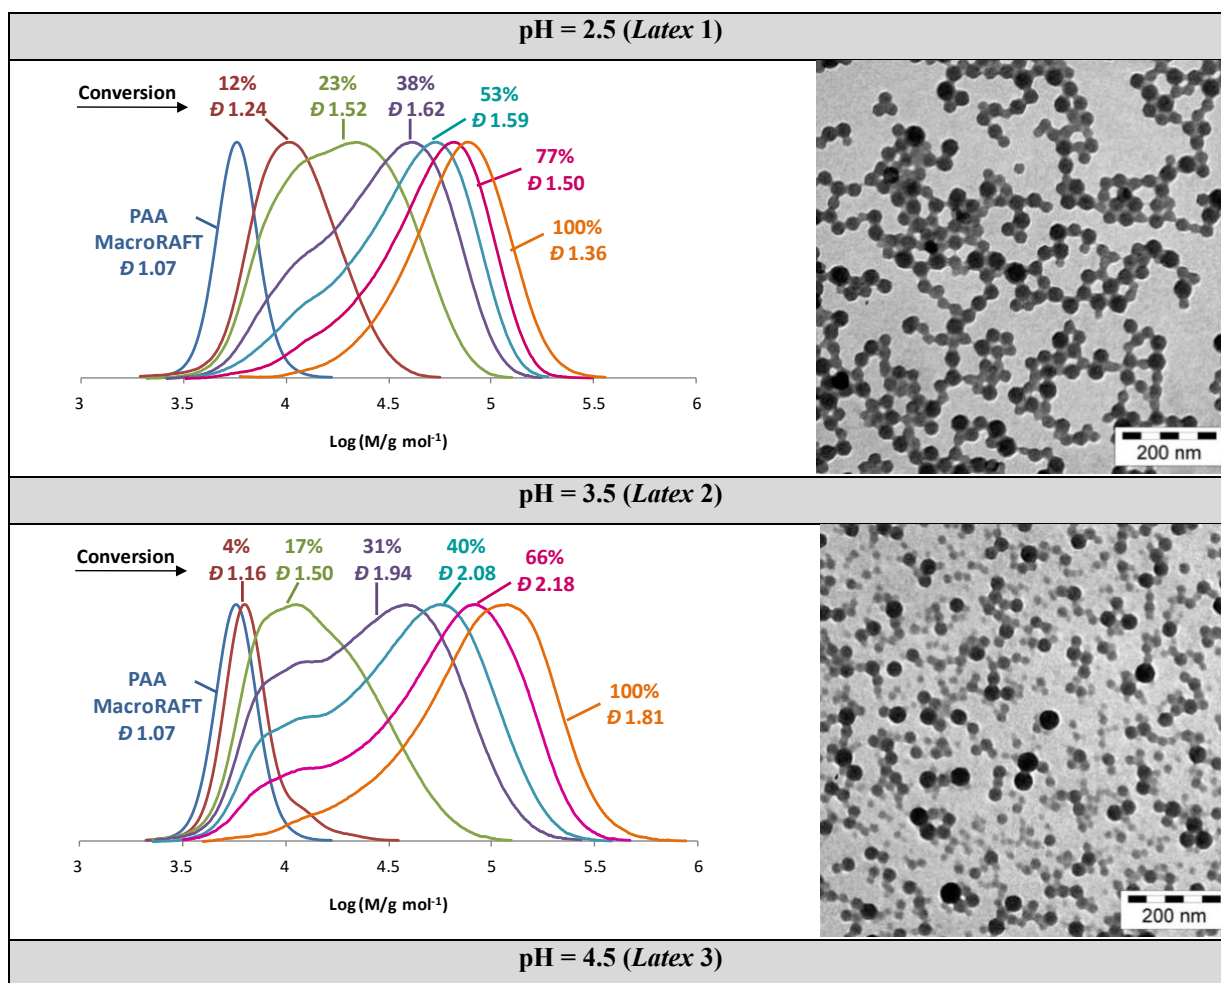 pH = 2.5 (Latex 1)
Conversion
12%
Đ 1.24
23%
Đ 1.52
38%
Đ 1.62
53%
Đ 1.59
77%
Đ 1.50
100%
Đ 1.36
PAA
MacroRAFT
Đ 1.07
3 3.5 4 4.5 5 5.5 6
Log (M/g mol⁻¹)
200 nm
pH = 3.5 (Latex 2)
Conversion
4%
Đ 1.16
17%
Đ 1.50
31%
Đ 1.94
40%
Đ 2.08
66%
Đ 2.18
100%
Đ 1.81
PAA
MacroRAFT
Đ 1.07
3 3.5 4 4.5 5 5.5 6
Log (M/g mol⁻¹)
200 nm
pH = 4.5 (Latex 3)